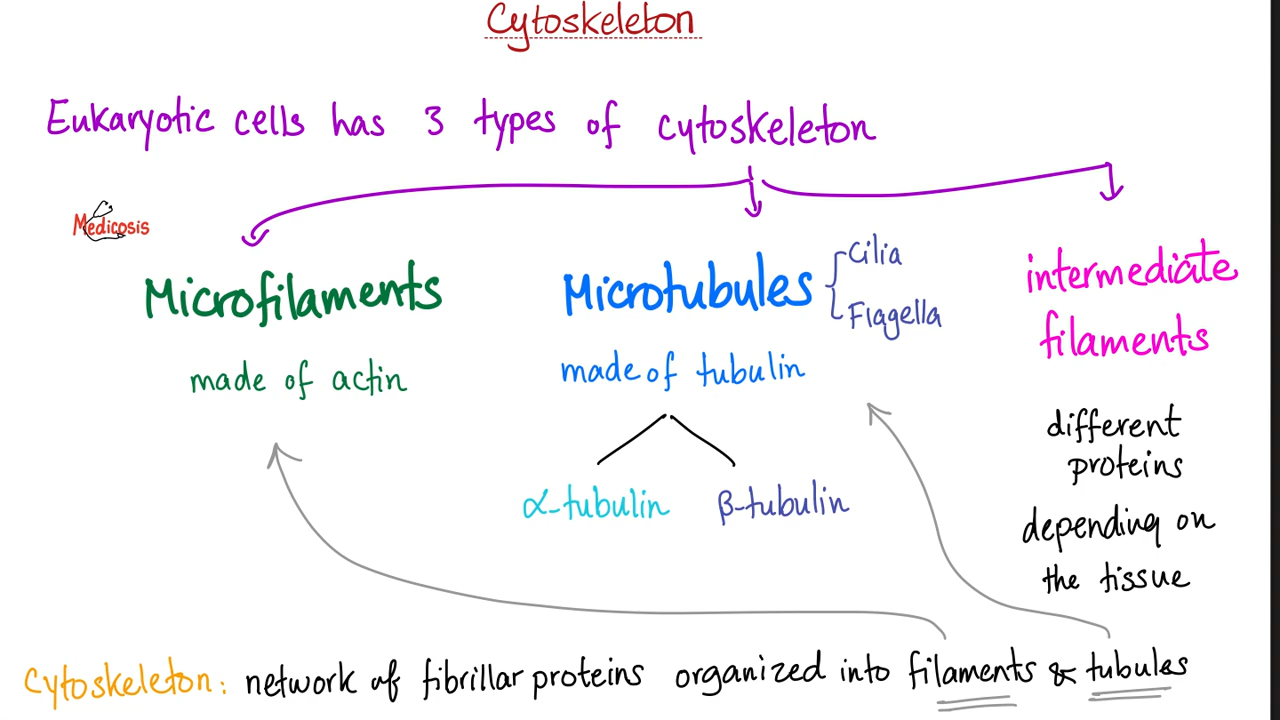 Cytoskeleton
Eukaryotic cells has 3 types of cytoskeleton
Medicosis
Microfilaments
made of actin
Microtubules
Cilia
Flagella
made of tubulin
α-tubulin
β-tubulin
intermediate
filaments
different
proteins
depending on
the tissue
Cytoskeleton: network of fibrillar proteins organized into filaments & tubules